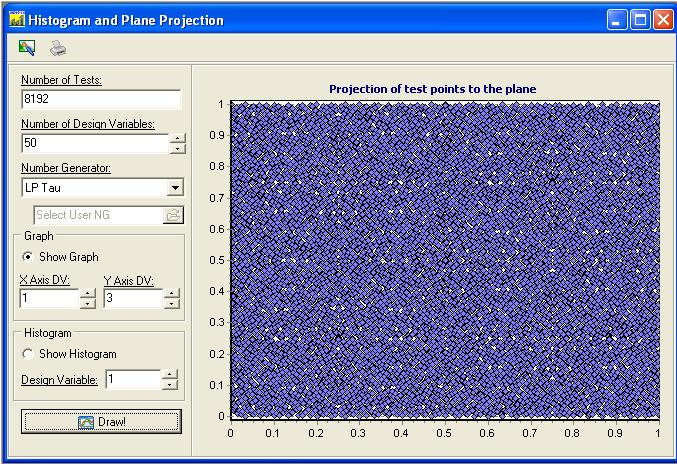 Histogram and Plane Projection
Number of Tests:
8192
Number of Design Variables:
50
Number Generator:
LP Tau
Select User NG
Graph
Show Graph
X Axis DV:
Y Axis DV:
1
3
Histogram
Show Histogram
Design Variable:
1
Draw!
Projection of test points to the plane
1
0.9
0.8
0.7
0.6
0.5
0.4
0.3
0.2
0.1
0
0
0.1
0.2
0.3
0.4
0.5
0.6
0.7
0.8
0.9
1